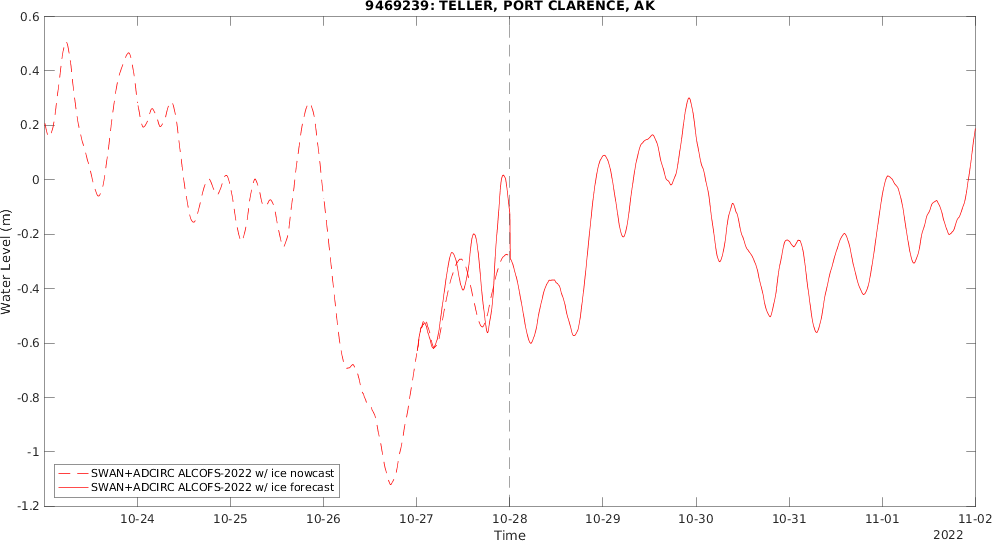 9469239: TELLER, PORT CLARENCE, AK
0.6
0.4
0.2
0
-0.2
-0.4
-0.6
-0.8
-1
-1.2
Water Level (m)
SWAN+ADCIRC ALCOFS-2022 w/ ice nowcast
SWAN+ADCIRC ALCOFS-2022 w/ ice forecast
10-24 10-25 10-26 10-27 10-28 10-29 10-30 10-31 11-01 11-02
Time
2022